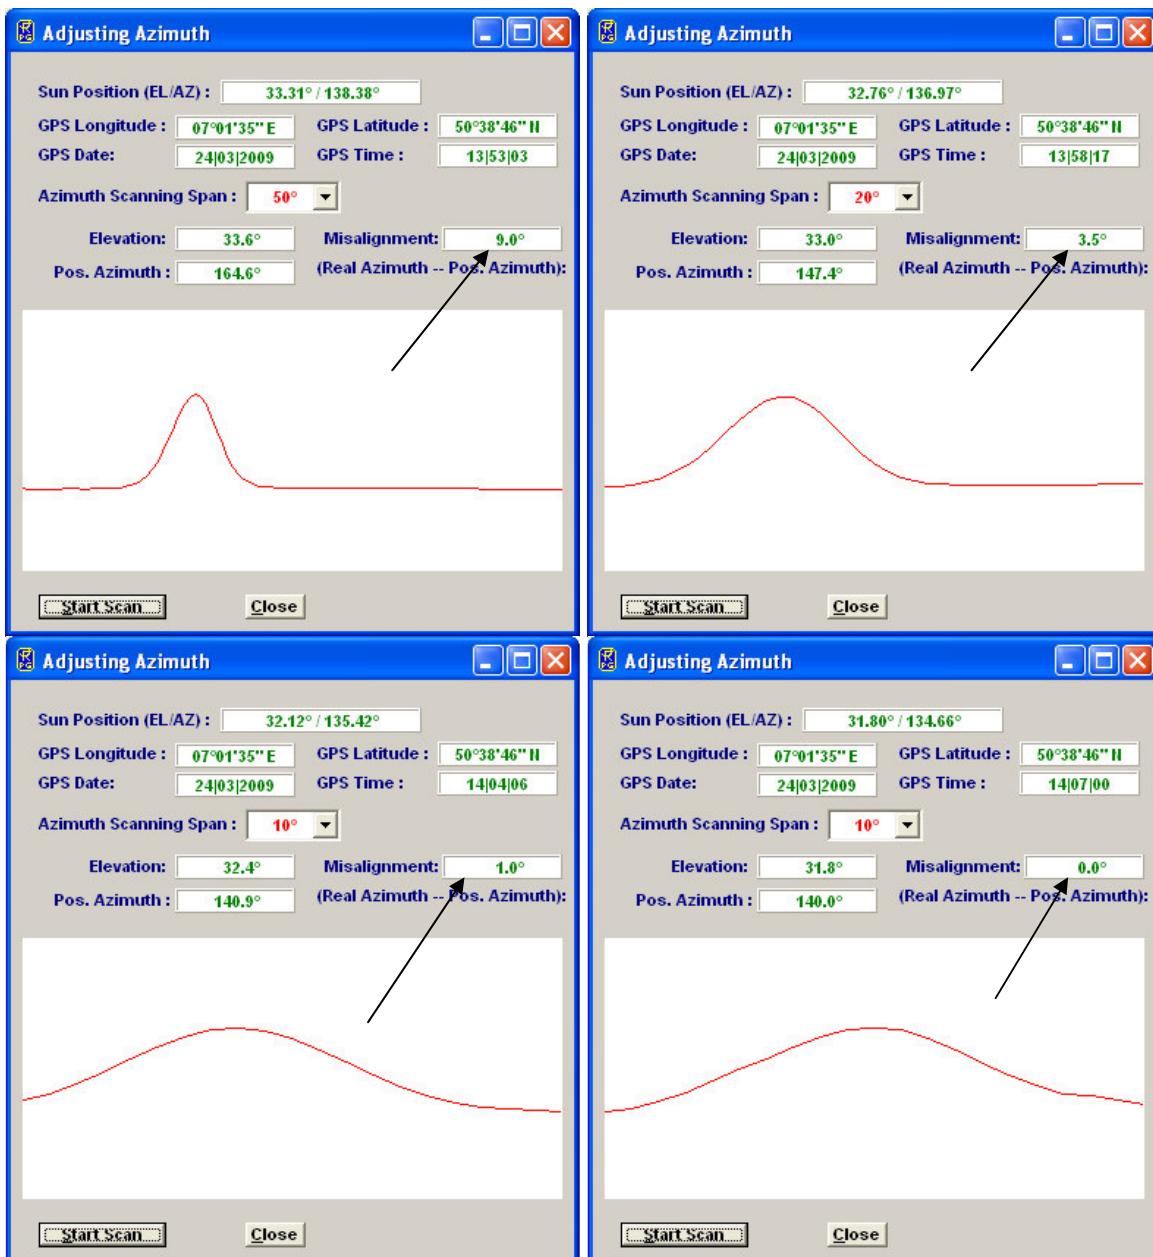 Adjusting Azimuth
Sun Position (EL/AZ) : 33.31° / 138.38°
GPS Longitude : 07°01'35'' E GPS Latitude : 50°38'46'' N
GPS Date: 24|03|2009 GPS Time : 13|53|03
Azimuth Scanning Span : 50°
Elevation: 33.6° Misalignment: 9.0°
Pos. Azimuth : 164.6° (Real Azimuth -- Pos. Azimuth):
Start Scan Close
Adjusting Azimuth
Sun Position (EL/AZ) : 32.76° / 136.97°
GPS Longitude : 07°01'35'' E GPS Latitude : 50°38'46'' N
GPS Date: 24|03|2009 GPS Time : 13|58|17
Azimuth Scanning Span : 20°
Elevation: 33.0° Misalignment: 3.5°
Pos. Azimuth : 147.4° (Real Azimuth -- Pos. Azimuth):
Start Scan Close
Adjusting Azimuth
Sun Position (EL/AZ) : 32.12° / 135.42°
GPS Longitude : 07°01'35'' E GPS Latitude : 50°38'46'' N
GPS Date: 24|03|2009 GPS Time : 14|04|06
Azimuth Scanning Span : 10°
Elevation: 32.4° Misalignment: 1.0°
Pos. Azimuth : 140.9° (Real Azimuth -- Pos. Azimuth):
Start Scan Close
Adjusting Azimuth
Sun Position (EL/AZ) : 31.80° / 134.66°
GPS Longitude : 07°01'35'' E GPS Latitude : 50°38'46'' N
GPS Date: 24|03|2009 GPS Time : 14|07|00
Azimuth Scanning Span : 10°
Elevation: 31.8° Misalignment: 0.0°
Pos. Azimuth : 140.0° (Real Azimuth -- Pos. Azimuth):
Start Scan Close